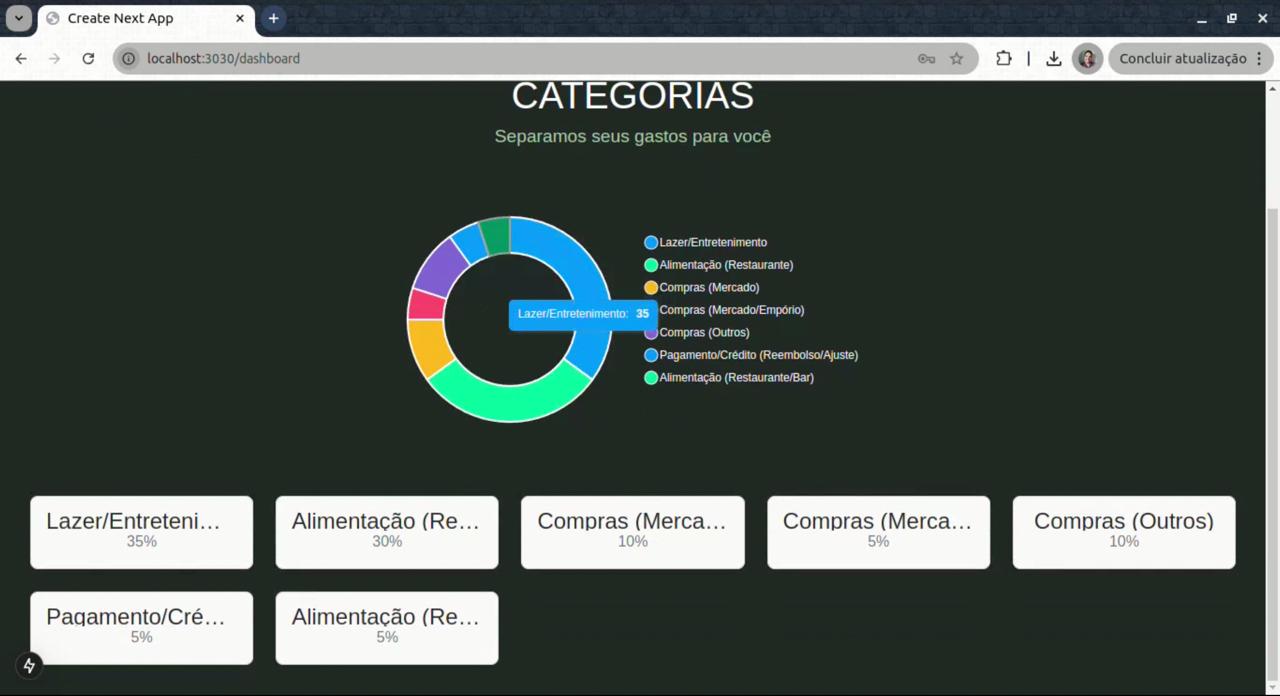 Create Next App
localhost:3030/dashboard
Concluir atualização
CATEGORIAS
Separamos seus gastos para você
Lazer/Entretenimento
Alimentação (Restaurante)
Compras (Mercado)
Compras (Mercado/Empório)
Compras (Outros)
Pagamento/Crédito (Reembolso/Ajuste)
Alimentação (Restaurante/Bar)
Lazer/Entretenimento: 35
Lazer/Entreteni...
35%
Alimentação (Re...
30%
Compras (Merca...
10%
Compras (Merca...
5%
Compras (Outros)
10%
Pagamento/Cré...
5%
Alimentação (Re...
5%